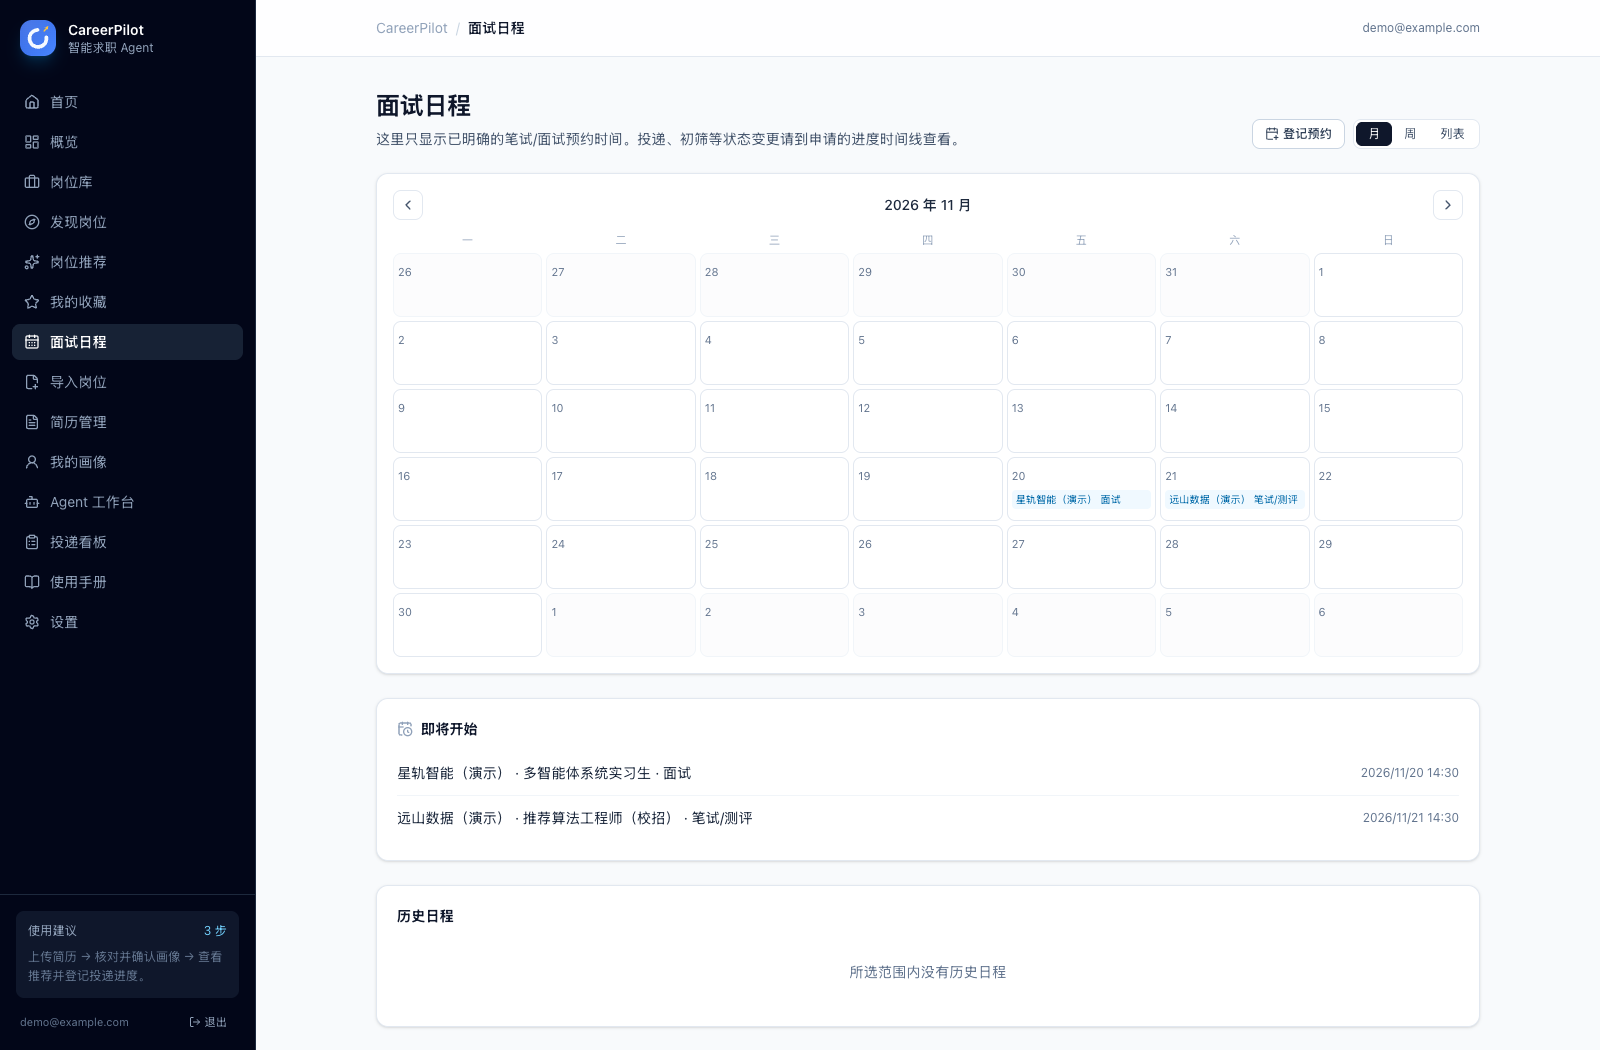 CareerPilot
智能求职 Agent
首页
概览
岗位库
发现岗位
岗位推荐
我的收藏
面试日程
导入岗位
简历管理
我的画像
Agent 工作台
投递看板
使用手册
设置
使用建议 3 步
上传简历 → 核对并确认画像 → 查看
推荐并登记投递进度。
demo@example.com 退出
CareerPilot / 面试日程 demo@example.com
面试日程
这里只显示已明确的笔试/面试预约时间。投递、初筛等状态变更请到申请的进度时间线查看。
登记预约 月 周 列表
2026 年 11 月
一 二 三 四 五 六 日
26 27 28 29 30 31 1
2 3 4 5 6 7 8
9 10 11 12 13 14 15
16 17 18 19 20 21 22
星轨智能（演示） 面试 远山数据（演示） 笔试/测评
23 24 25 26 27 28 29
30 1 2 3 4 5 6
即将开始
星轨智能（演示） · 多智能体系统实习生 · 面试 2026/11/20 14:30
远山数据（演示） · 推荐算法工程师（校招） · 笔试/测评 2026/11/21 14:30
历史日程
所选范围内没有历史日程